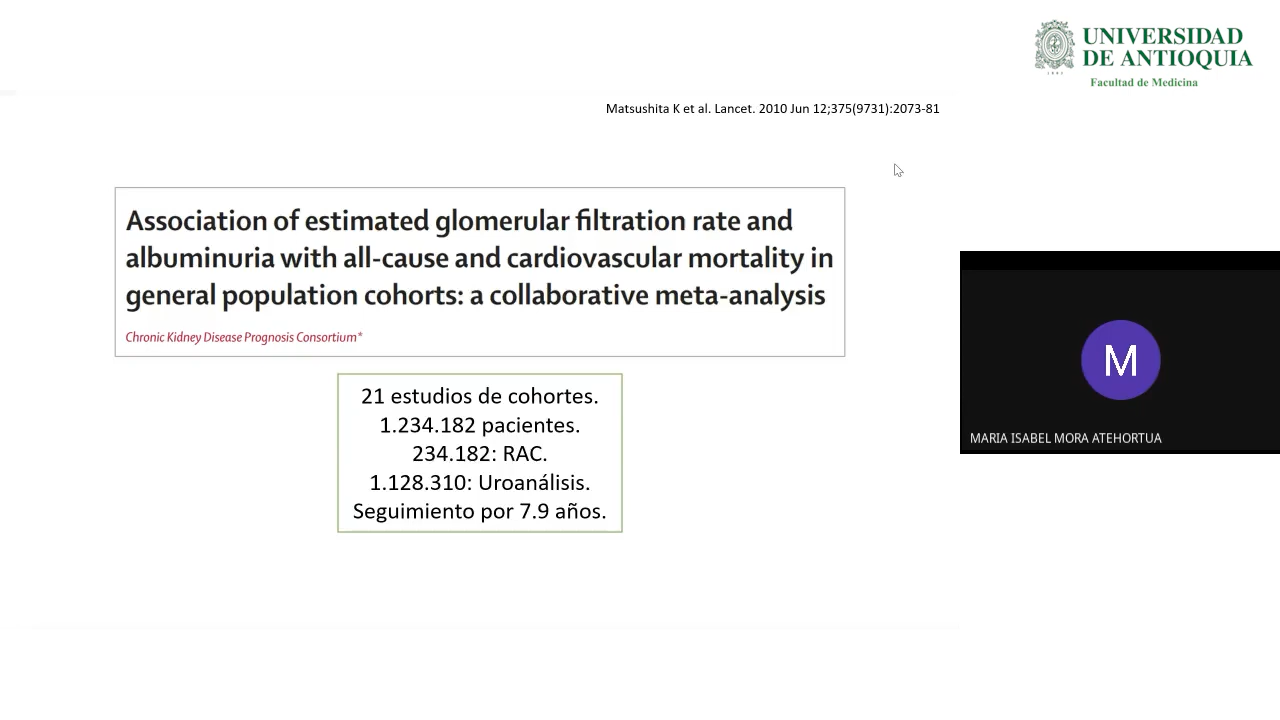 UNIVERSIDAD
DE ANTIOQUIA
Facultad de Medicina
Matsushita K et al. Lancet. 2010 Jun 12;375(9731):2073-81
Association of estimated glomerular filtration rate and
albuminuria with all-cause and cardiovascular mortality in
general population cohorts: a collaborative meta-analysis
Chronic Kidney Disease Prognosis Consortium*
21 estudios de cohortes.
1.234.182 pacientes.
234.182: RAC.
1.128.310: Uroanálisis.
Seguimiento por 7.9 años.
M
MARIA ISABEL MORA ATEHORTUA